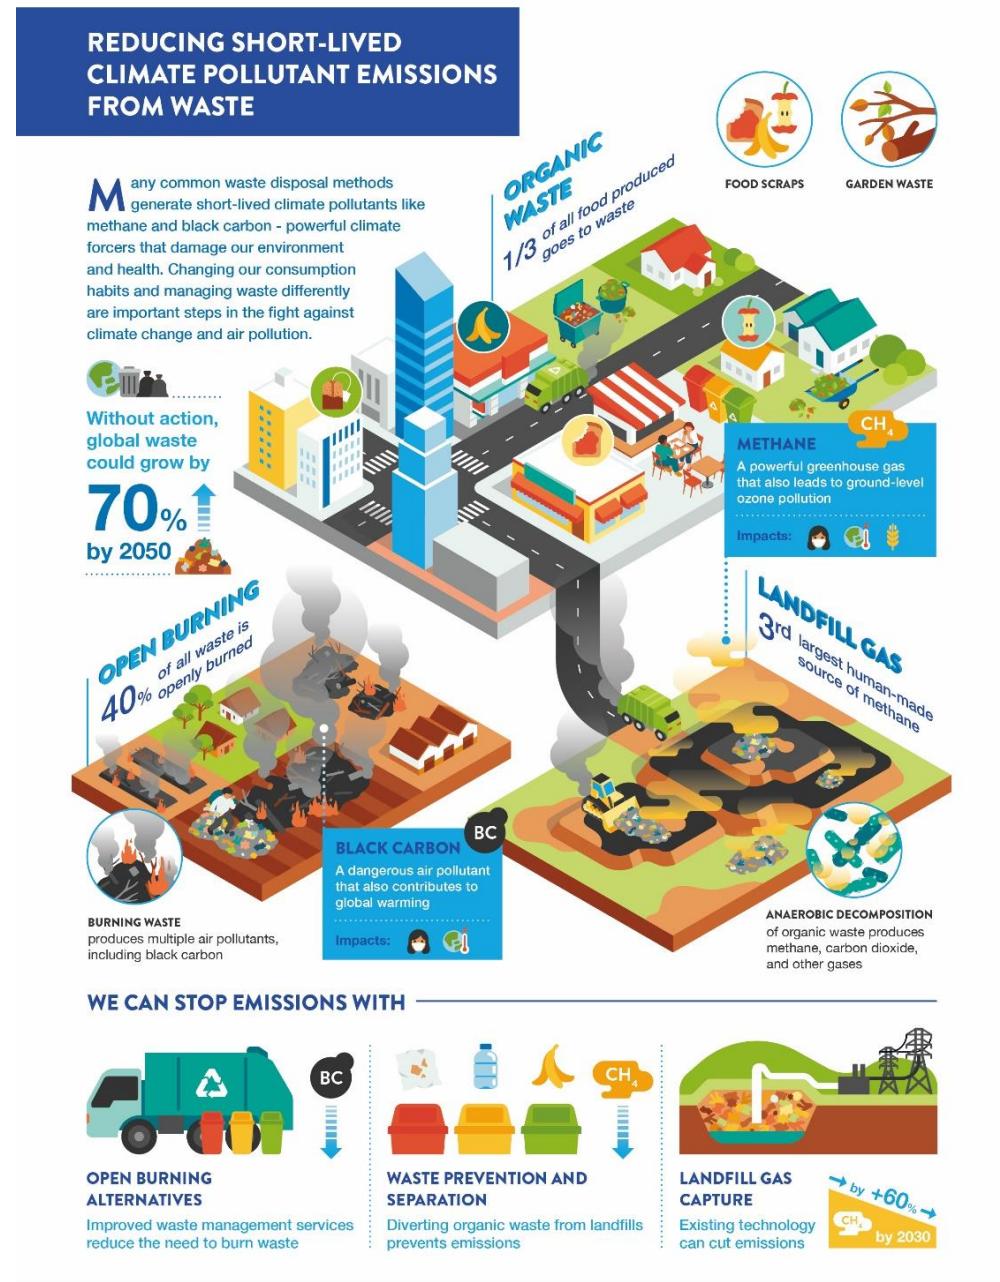 REDUCING SHORT-LIVED
CLIMATE POLLUTANT EMISSIONS
FROM WASTE
FOOD SCRAPS
GARDEN WASTE
ORGANIC
WASTE
1/3 of all food produced
goes to waste
Many common waste disposal methods
generate short-lived climate pollutants like
methane and black carbon - powerful climate
forcers that damage our environment
and health. Changing our consumption
habits and managing waste differently
are important steps in the fight against
climate change and air pollution.
Without action,
global waste
could grow by
70%
by 2050
CH4
METHANE
A powerful greenhouse gas
that also leads to ground-level
ozone pollution
Impacts:
OPEN BURNING
40% of all waste is
openly burned
LANDFILL GAS
3rd largest human-made
source of methane
BC
BLACK CARBON
A dangerous air pollutant
that also contributes to
global warming
Impacts:
BURNING WASTE
produces multiple air pollutants,
including black carbon
ANAEROBIC DECOMPOSITION
of organic waste produces
methane, carbon dioxide,
and other gases
WE CAN STOP EMISSIONS WITH
BC
CH4
OPEN BURNING
ALTERNATIVES
Improved waste management services
reduce the need to burn waste
WASTE PREVENTION AND
SEPARATION
Diverting organic waste from landfills
prevents emissions
LANDFILL GAS
CAPTURE
Existing technology
can cut emissions
by +60%
CH4
by 2030